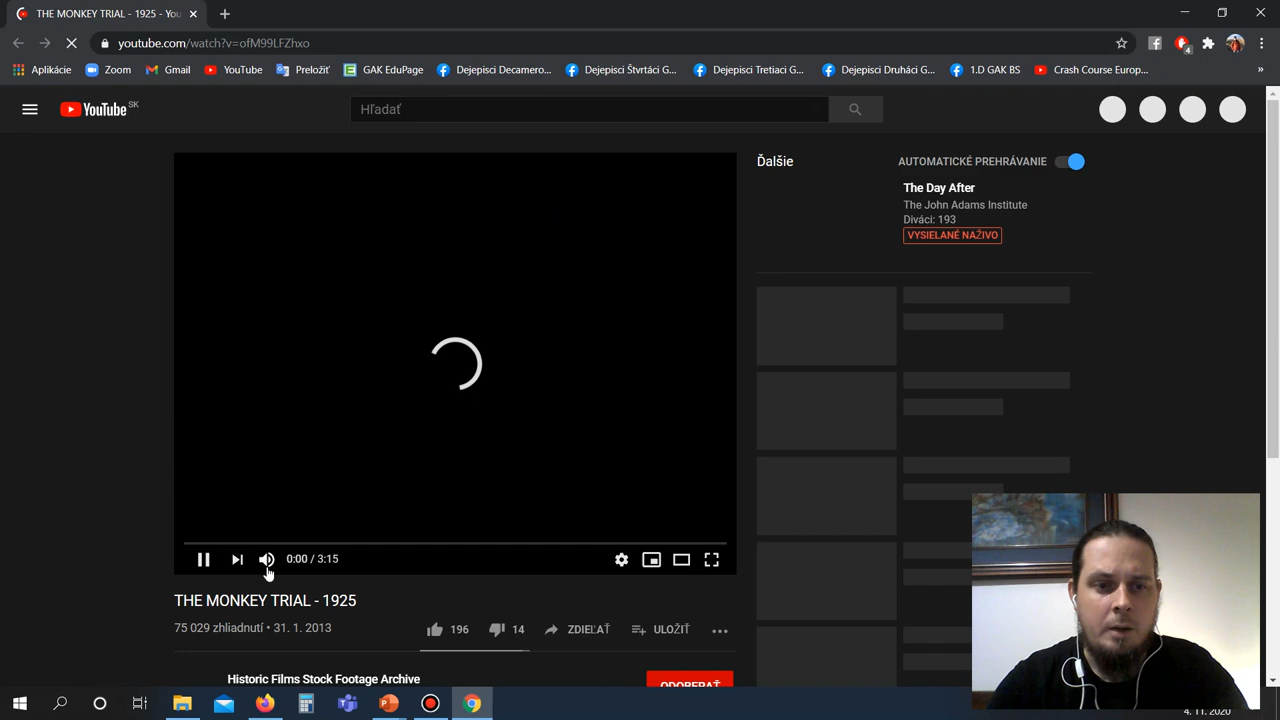 THE MONKEY TRIAL - 1925 - You
youtube.com/watch?v=ofM99LFZhxo
4
Aplikácie Zoom Gmail YouTube Preložiť GAK EduPage Dejepisci Decamero... Dejepisci Štvrtáci G... Dejepisci Tretiaci G... Dejepisci Druháci G... 1.D GAK BS Crash Course Europ... »
YouTube SK
Hľadať
Ďalšie AUTOMATICKÉ PREHRÁVANIE
The Day After
The John Adams Institute
Diváci: 193
VYSIELANÉ NAŽIVO
0:00 / 3:15
THE MONKEY TRIAL - 1925
75 029 zhliadnutí • 31. 1. 2013
196 14 ZDIEĽAŤ ULOŽIŤ
Historic Films Stock Footage Archive
ODOBERAŤ
4. 11. 2020